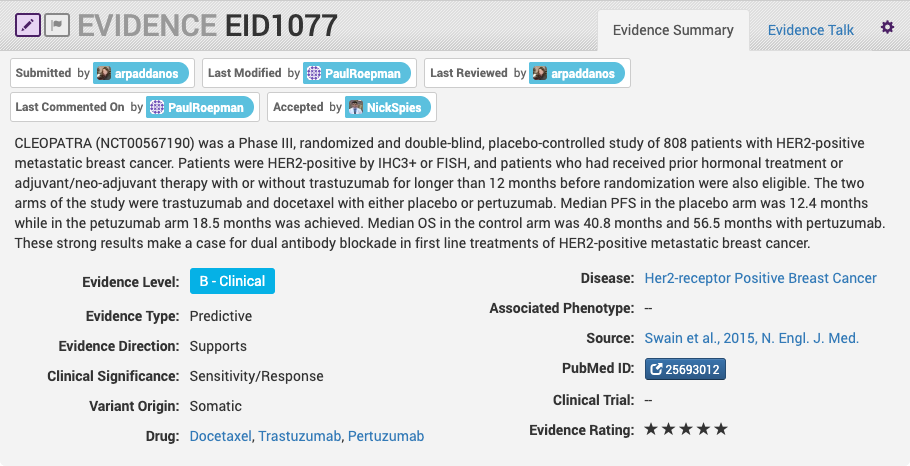 EVIDENCE EID1077
Evidence Summary
Evidence Talk
Submitted by arpaddanos
Last Modified by PaulRoepman
Last Reviewed by arpaddanos
Last Commented On by PaulRoepman
Accepted by NickSpies
CLEOPATRA (NCT00567190) was a Phase III, randomized and double-blind, placebo-controlled study of 808 patients with HER2-positive
metastatic breast cancer. Patients were HER2-positive by IHC3+ or FISH, and patients who had received prior hormonal treatment or
adjuvant/neo-adjuvant therapy with or without trastuzumab for longer than 12 months before randomization were also eligible. The two
arms of the study were trastuzumab and docetaxel with either placebo or pertuzumab. Median PFS in the placebo arm was 12.4 months
while in the petuzumab arm 18.5 months was achieved. Median OS in the control arm was 40.8 months and 56.5 months with pertuzumab.
These strong results make a case for dual antibody blockade in first line treatments of HER2-positive metastatic breast cancer.
Evidence Level: B - Clinical
Evidence Type: Predictive
Evidence Direction: Supports
Clinical Significance: Sensitivity/Response
Variant Origin: Somatic
Drug: Docetaxel, Trastuzumab, Pertuzumab
Disease: Her2-receptor Positive Breast Cancer
Associated Phenotype: --
Source: Swain et al., 2015, N. Engl. J. Med.
PubMed ID: 25693012
Clinical Trial: --
Evidence Rating: ★★★★★